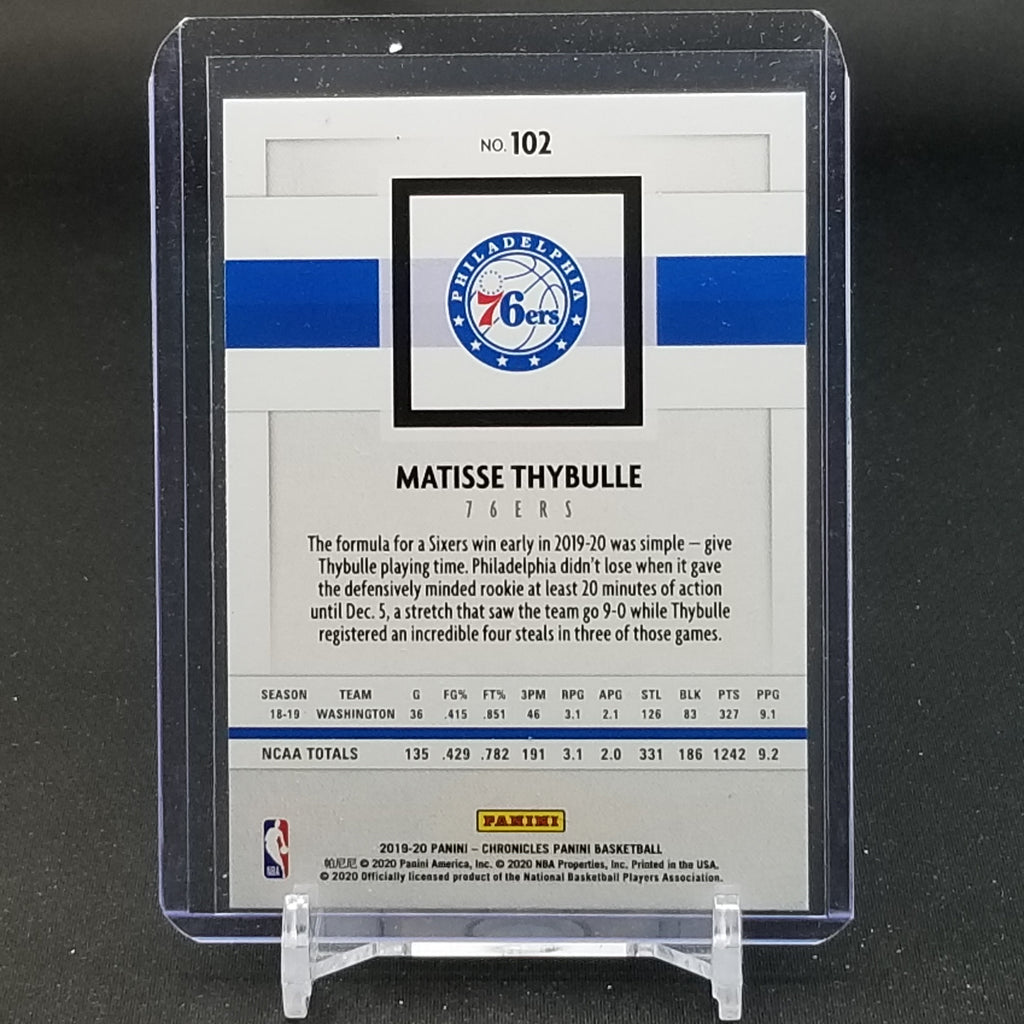 NO. 102
PHILADELPHIA
76ers
MATISSE THYBULLE
76ERS
The formula for a Sixers win early in 2019-20 was simple – give
Thybulle playing time. Philadelphia didn't lose when it gave
the defensively minded rookie at least 20 minutes of action
until Dec. 5, a stretch that saw the team go 9-0 while Thybulle
registered an incredible four steals in three of those games.
SEASON TEAM G FG% FT% 3PM RPG APG STL BLK PTS PPG
18-19 WASHINGTON 36 .415 .851 46 3.1 2.1 126 83 327 9.1
NCAA TOTALS 135 .429 .782 191 3.1 2.0 331 186 1242 9.2
PANINI
2019-20 PANINI – CHRONICLES PANINI BASKETBALL
帕尼尼 © 2020 Panini America, Inc. © 2020 NBA Properties, Inc. Printed in the USA.
© 2020 Officially licensed product of the National Basketball Players Association.
NBA